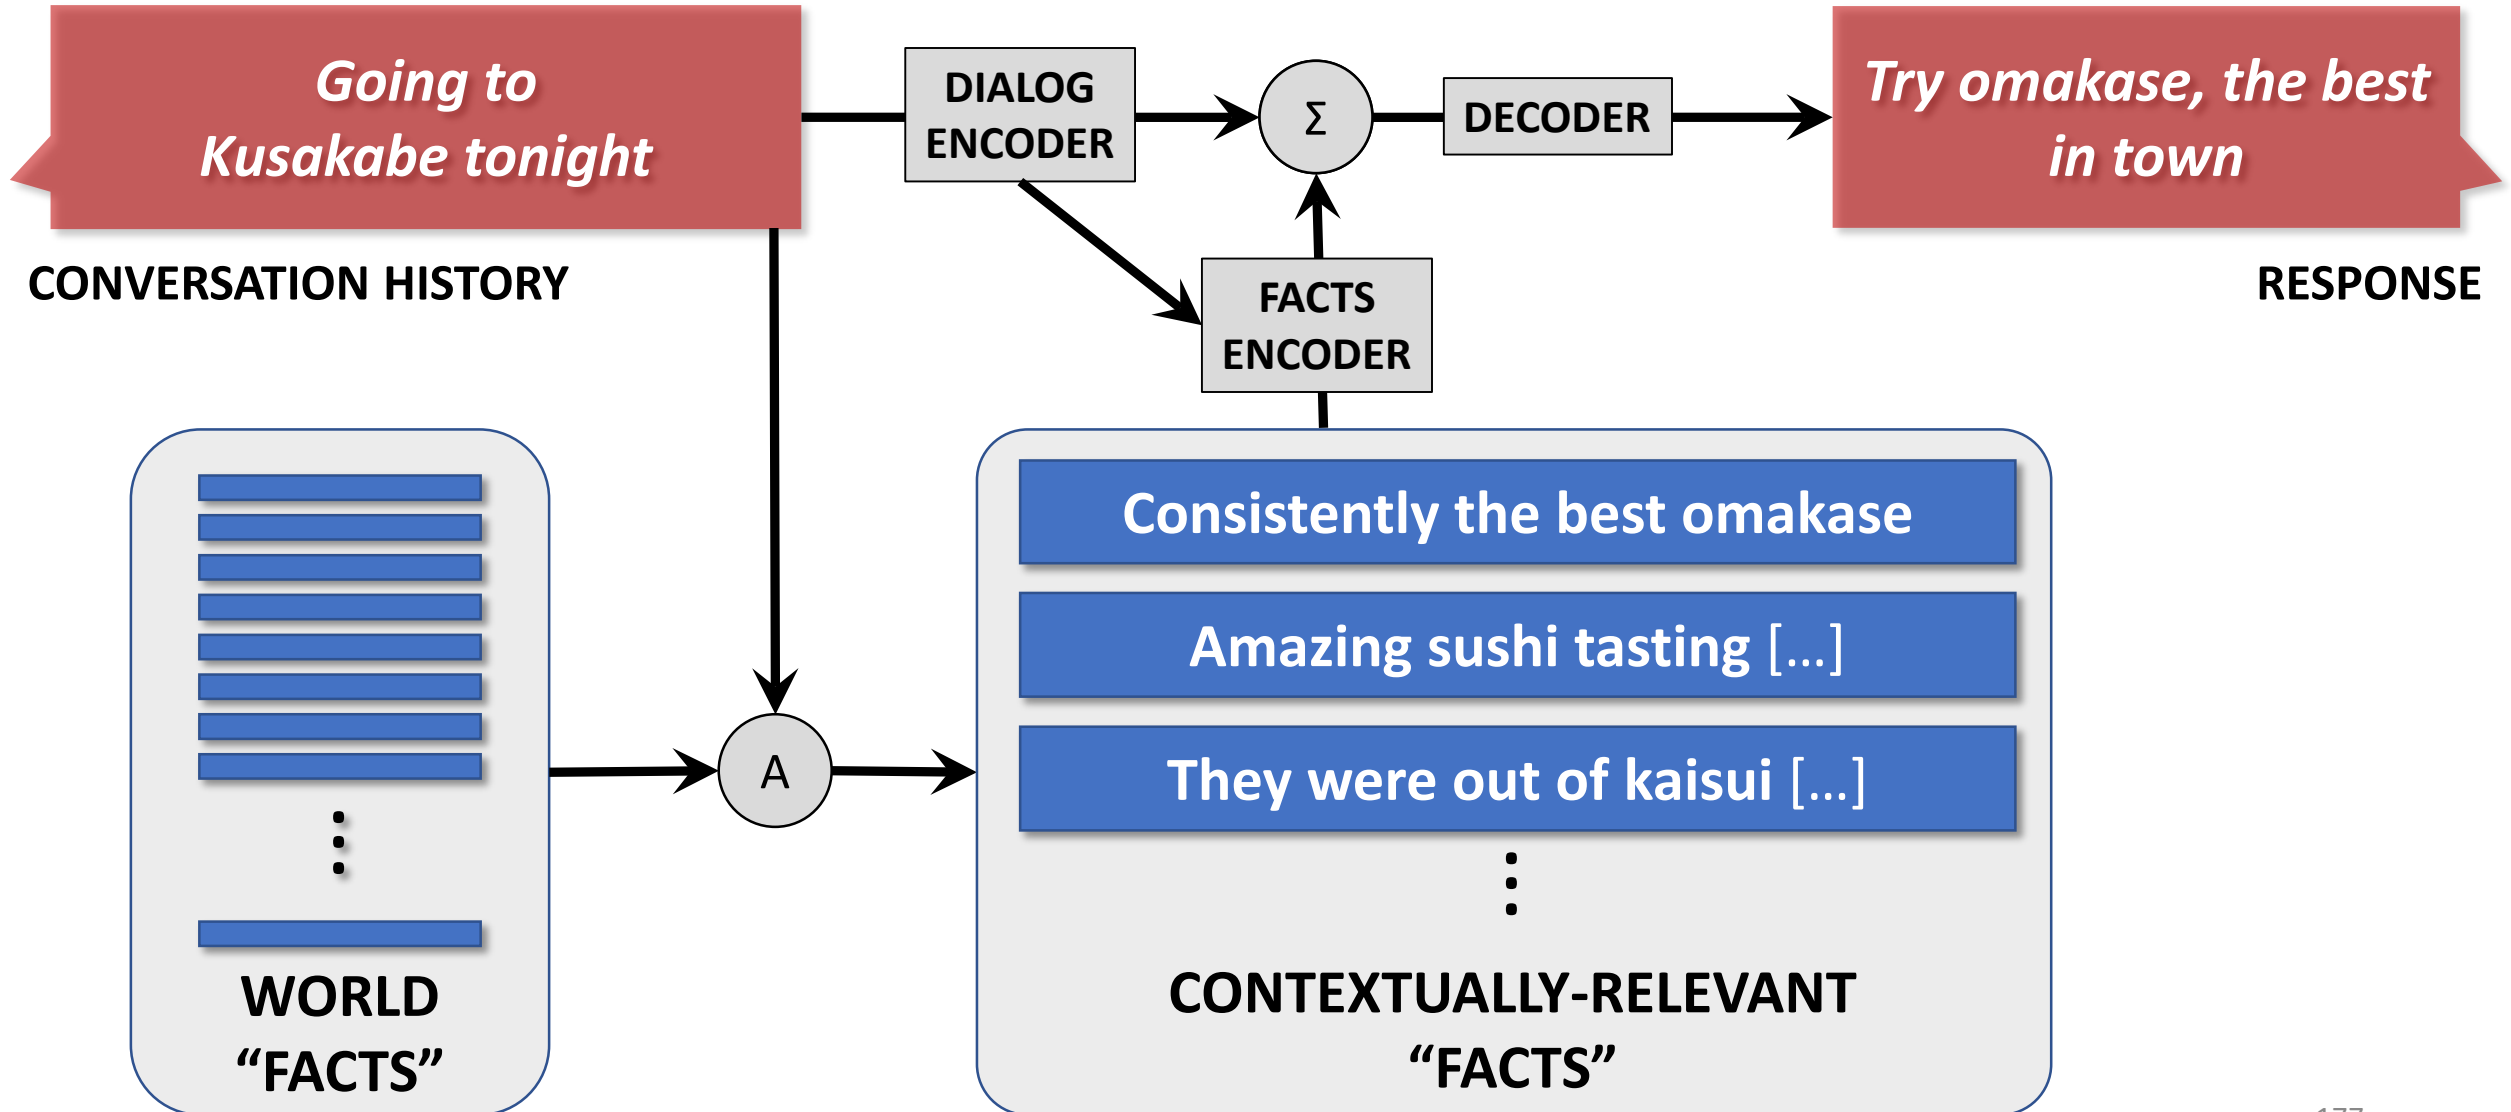 Going to
Kusakabe tonight
CONVERSATION HISTORY
DIALOG
ENCODER
Σ
DECODER
Try omakase, the best
in town
RESPONSE
FACTS
ENCODER
A
WORLD
“FACTS”
Consistently the best omakase
Amazing sushi tasting [...]
They were out of kaisui [...]
CONTEXTUALLY-RELEVANT
“FACTS”
177